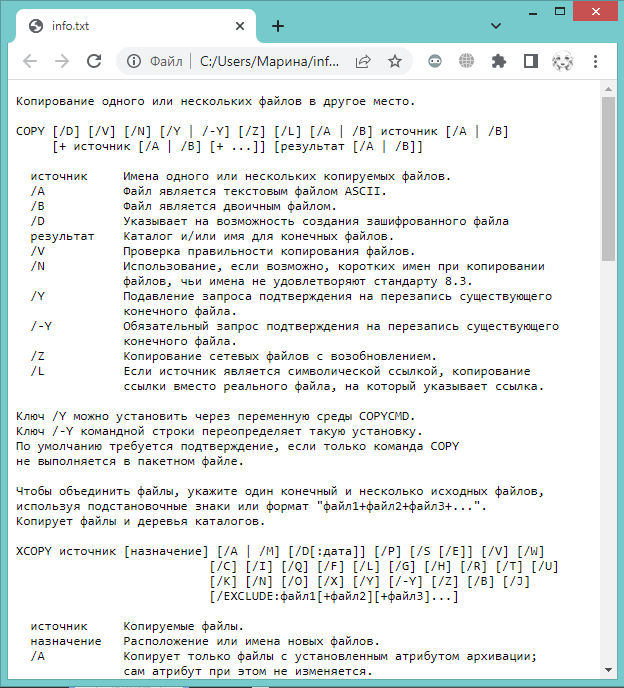 info.txt
Файл | C:/Users/Марина/inf...
Копирование одного или нескольких файлов в другое место.
COPY [/D] [/V] [/N] [/Y | /-Y] [/Z] [/L] [/A | /B] источник [/A | /B]
[+ источник [/A | /B] [+ ...]] [результат [/A | /B]]
источник Имена одного или нескольких копируемых файлов.
/A Файл является текстовым файлом ASCII.
/B Файл является двоичным файлом.
/D Указывает на возможность создания зашифрованного файла
результат Каталог и/или имя для конечных файлов.
/V Проверка правильности копирования файлов.
/N Использование, если возможно, коротких имен при копировании
файлов, чьи имена не удовлетворяют стандарту 8.3.
/Y Подавление запроса подтверждения на перезапись существующего
конечного файла.
/-Y Обязательный запрос подтверждения на перезапись существующего
конечного файла.
/Z Копирование сетевых файлов с возобновлением.
/L Если источник является символической ссылкой, копирование
ссылки вместо реального файла, на который указывает ссылка.
Ключ /Y можно установить через переменную среды COPYCMD.
Ключ /-Y командной строки переопределяет такую установку.
По умолчанию требуется подтверждение, если только команда COPY
не выполняется в пакетном файле.
Чтобы объединить файлы, укажите один конечный и несколько исходных файлов,
используя подстановочные знаки или формат "файл1+файл2+файл3+...".
Копирует файлы и деревья каталогов.
XCOPY источник [назначение] [/A | /M] [/D[:дата]] [/P] [/S [/E]] [/V] [/W]
[/C] [/I] [/Q] [/F] [/L] [/G] [/H] [/R] [/T] [/U]
[/K] [/N] [/O] [/X] [/Y] [/-Y] [/Z] [/B] [/J]
[/EXCLUDE:файл1[+файл2][+файл3]...]
источник Копируемые файлы.
назначение Расположение или имена новых файлов.
/A Копирует только файлы с установленным атрибутом архивации;
сам атрибут при этом не изменяется.